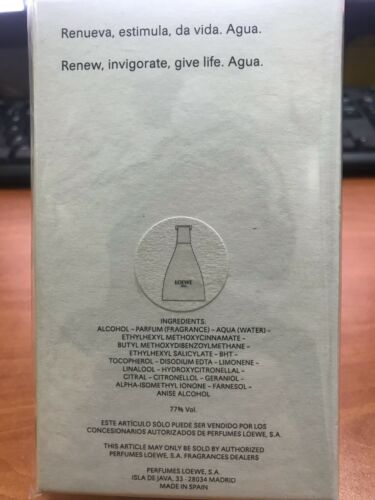 Renueva, estimula, da vida. Agua.
Renew, invigorate, give life. Agua.
LOEWE
INGREDIENTS:
ALCOHOL – PARFUM (FRAGRANCE) – AQUA (WATER) –
ETHYLHEXYL METHOXYCINNAMATE –
BUTYL METHOXYDIBENZOYLMETHANE –
ETHYLHEXYL SALICYLATE – BHT –
TOCOPHEROL – DISODIUM EDTA – LIMONENE –
LINALOOL – HYDROXYCITRONELLAL –
CITRAL – CITRONELLOL – GERANIOL –
ALPHA-ISOMETHYL IONONE – FARNESOL –
ANISE ALCOHOL
77% Vol.
ESTE ARTÍCULO SÓLO PUEDE SER VENDIDO POR LOS
CONCESIONARIOS AUTORIZADOS DE PERFUMES LOEWE, S.A.
THIS ARTICLE MAY ONLY BE SOLD BY AUTHORIZED
PERFUMES LOEWE, S.A. FRAGRANCES DEALERS
PERFUMES LOEWE, S.A.
ISLA DE JAVA, 33 - 28034 MADRID
MADE IN SPAIN